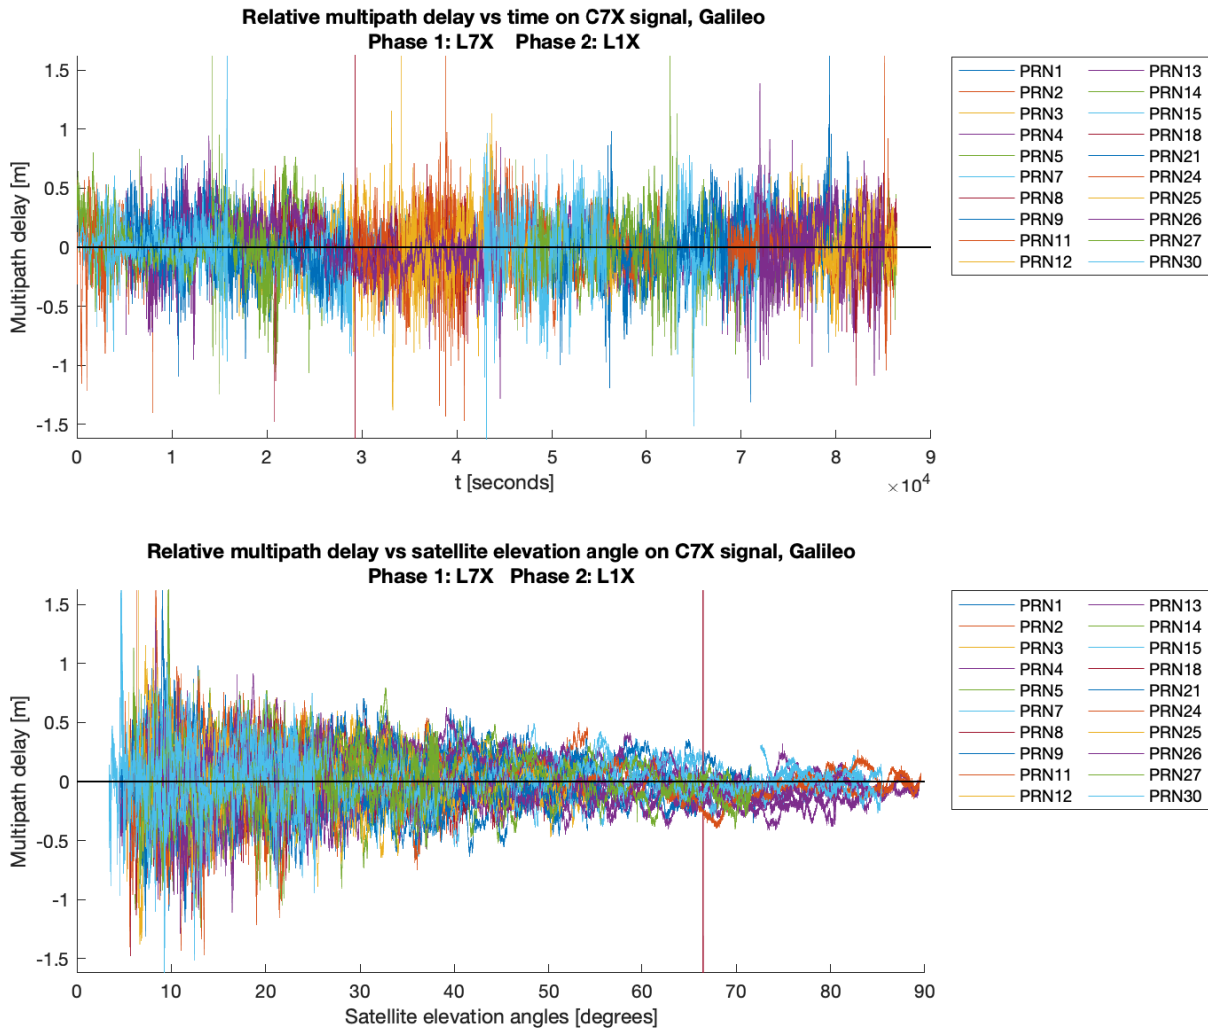 Relative multipath delay vs time on C7X signal, Galileo
Phase 1: L7X Phase 2: L1X
1.5
1
0.5
0
-0.5
-1
-1.5
Multipath delay [m]
0 1 2 3 4 5 6 7 8 9
t [seconds]
×10^4
PRN1 PRN13
PRN2 PRN14
PRN3 PRN15
PRN4 PRN18
PRN5 PRN21
PRN7 PRN24
PRN8 PRN25
PRN9 PRN26
PRN11 PRN27
PRN12 PRN30
Relative multipath delay vs satellite elevation angle on C7X signal, Galileo
Phase 1: L7X Phase 2: L1X
1.5
1
0.5
0
-0.5
-1
-1.5
Multipath delay [m]
0 10 20 30 40 50 60 70 80 90
Satellite elevation angles [degrees]
PRN1 PRN13
PRN2 PRN14
PRN3 PRN15
PRN4 PRN18
PRN5 PRN21
PRN7 PRN24
PRN8 PRN25
PRN9 PRN26
PRN11 PRN27
PRN12 PRN30